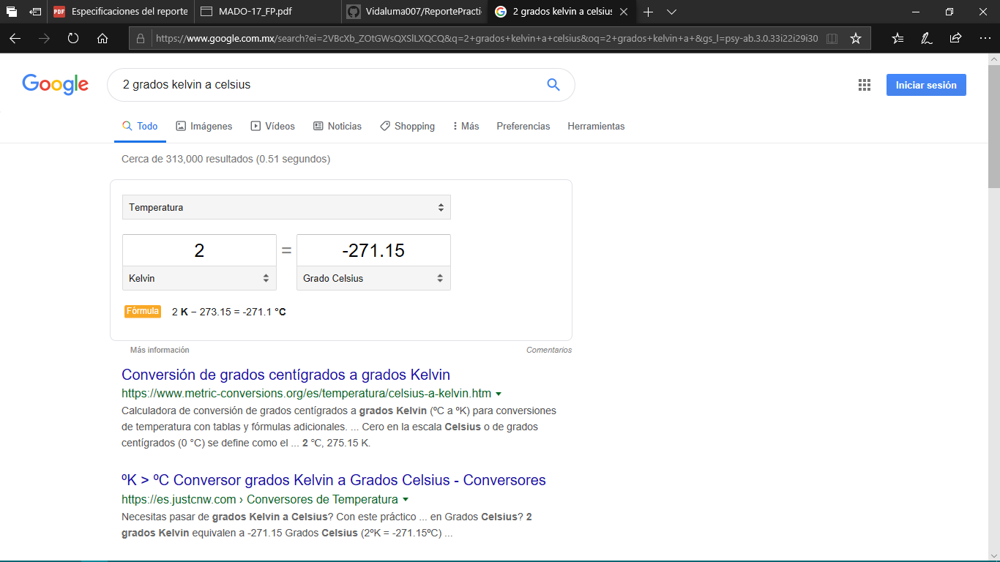 PDF Especificaciones del reporte
MADO-17_FP.pdf
Vidaluma007/ReportePracti
2 grados kelvin a celsius
https://www.google.com.mx/search?ei=2VBcXb_ZOtGWsQXSlLXQCQ&q=2+grados+kelvin+a+celsius&oq=2+grados+kelvin+a+&gs_l=psy-ab.3.0.33i22i29i30
Google
2 grados kelvin a celsius
Iniciar sesión
Todo Imágenes Vídeos Noticias Shopping Más Preferencias Herramientas
Cerca de 313,000 resultados (0.51 segundos)
Temperatura
2 = -271.15
Kelvin Grado Celsius
Fórmula 2 K − 273.15 = -271.1 °C
Más información Comentarios
Conversión de grados centígrados a grados Kelvin
https://www.metric-conversions.org/es/temperatura/celsius-a-kelvin.htm
Calculadora de conversión de grados centígrados a grados Kelvin (ºC a ºK) para conversiones
de temperatura con tablas y fórmulas adicionales. ... Cero en la escala Celsius o de grados
centígrados (0 °C) se define como el ... 2 °C, 275.15 K.
ºK > ºC Conversor grados Kelvin a Grados Celsius - Conversores
https://es.justcnw.com › Conversores de Temperatura
Necesitas pasar de grados Kelvin a Celsius? Con este práctico ... en Grados Celsius? 2
grados Kelvin equivalen a -271.15 Grados Celsius (2ºK = -271.15ºC) ...